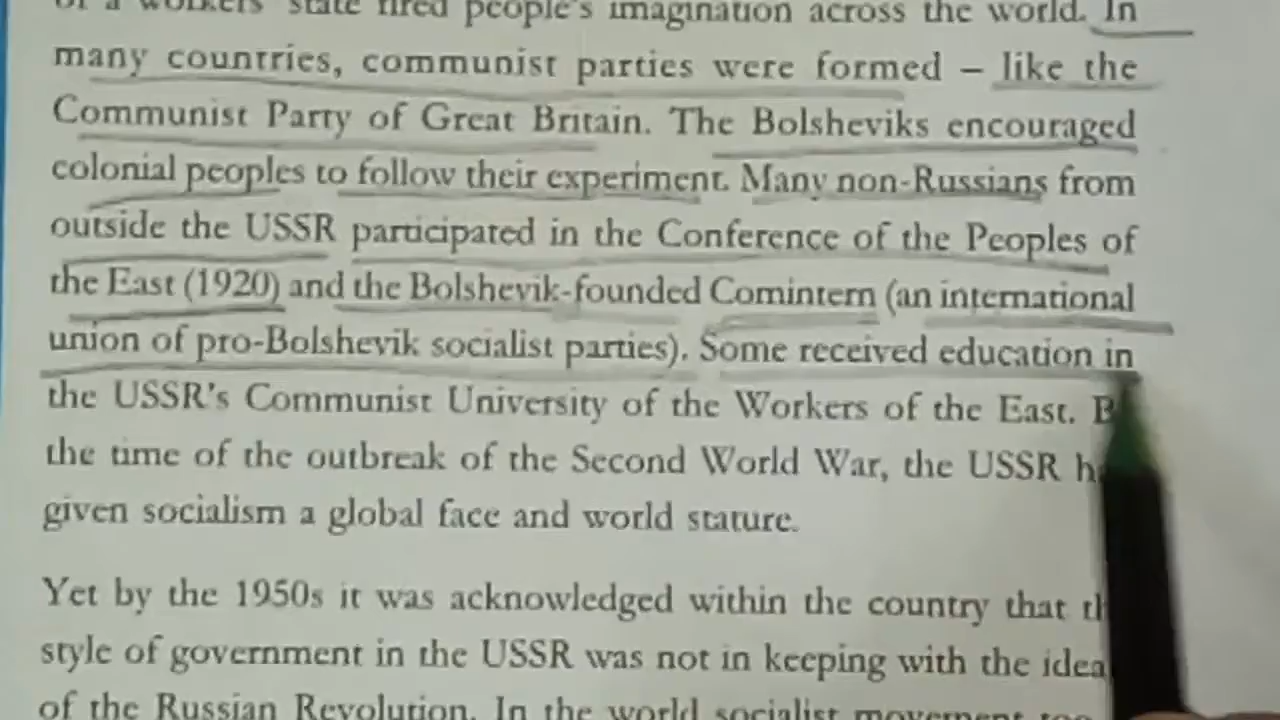 of a workers' state fired people's imagination across the world. In
many countries, communist parties were formed – like the
Communist Party of Great Britain. The Bolsheviks encouraged
colonial peoples to follow their experiment. Many non-Russians from
outside the USSR participated in the Conference of the Peoples of
the East (1920) and the Bolshevik-founded Comintern (an international
union of pro-Bolshevik socialist parties). Some received education in
the USSR's Communist University of the Workers of the East.
the time of the outbreak of the Second World War, the USSR
given socialism a global face and world stature.
Yet by the 1950s it was acknowledged within the country that
style of government in the USSR was not in keeping with the
of the Russian Revolution. In the world socialist movement too